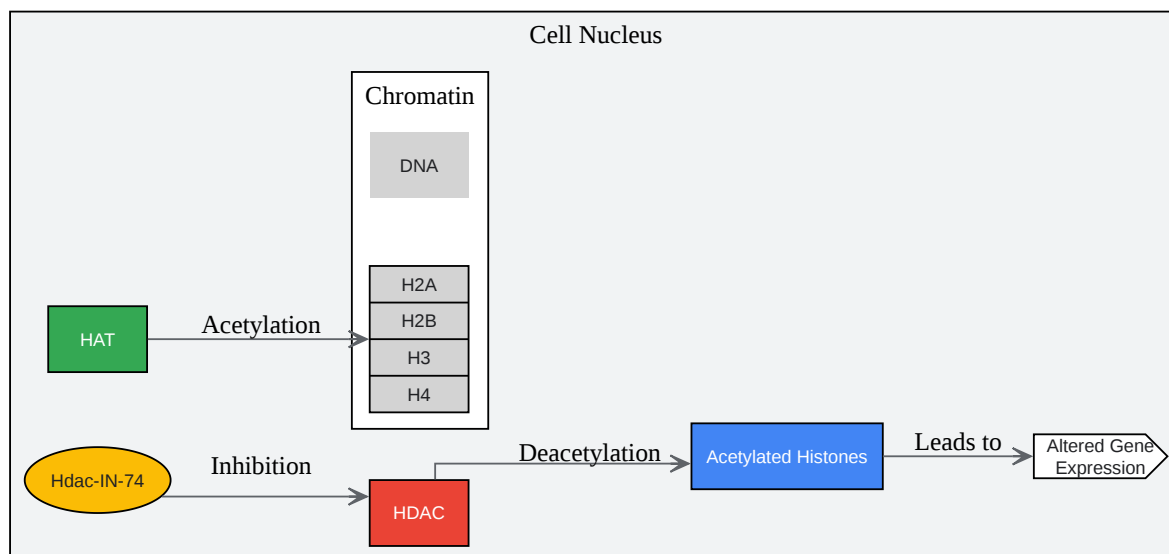 Cell Nucleus
Chromatin
DNA
H2A
H2B
H3
H4
HAT
Acetylation
Hdac-IN-74
Inhibition
HDAC
Deacetylation
Acetylated Histones
Leads to
Altered Gene
Expression